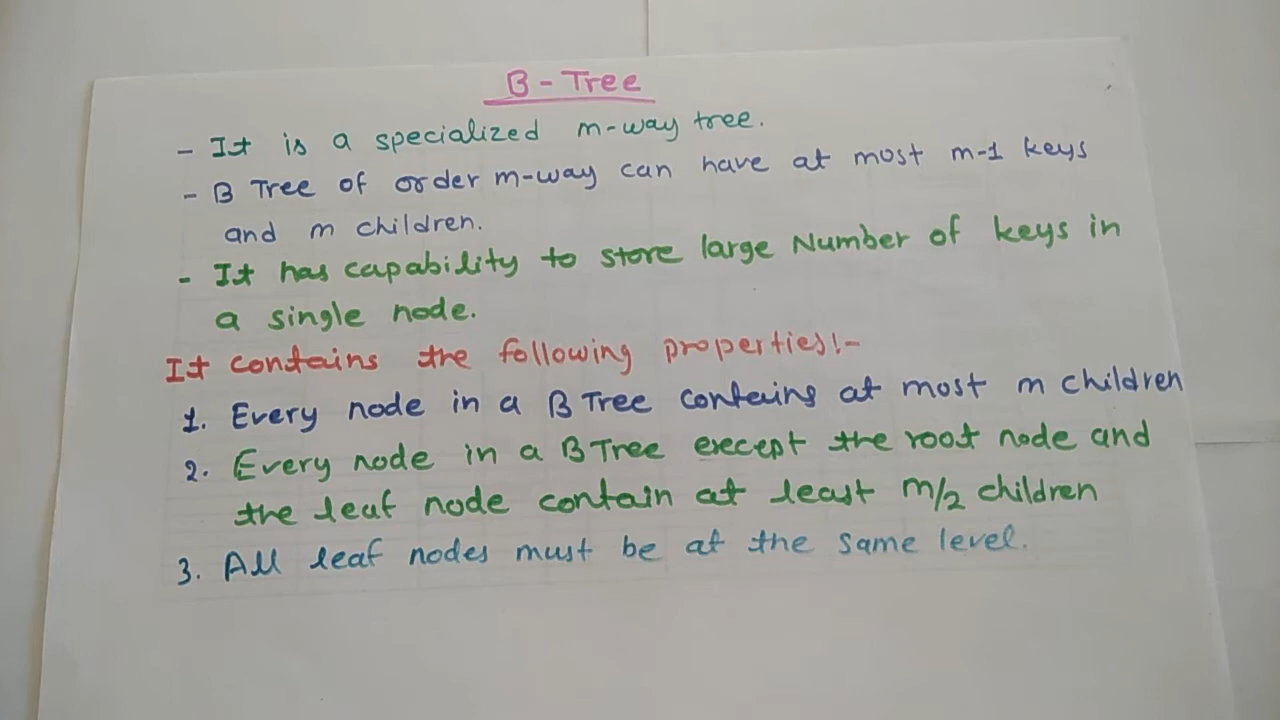 B - Tree
- It is a specialized m-way tree.
- B Tree of order m-way can have at most m-1 keys
and m children.
- It has capability to store large Number of keys in
a single node.
It contains the following properties!-
1. Every node in a B Tree contains at most m children
2. Every node in a B Tree except the root node and
the leaf node contain at least m/2 children
3. All leaf nodes must be at the same level.